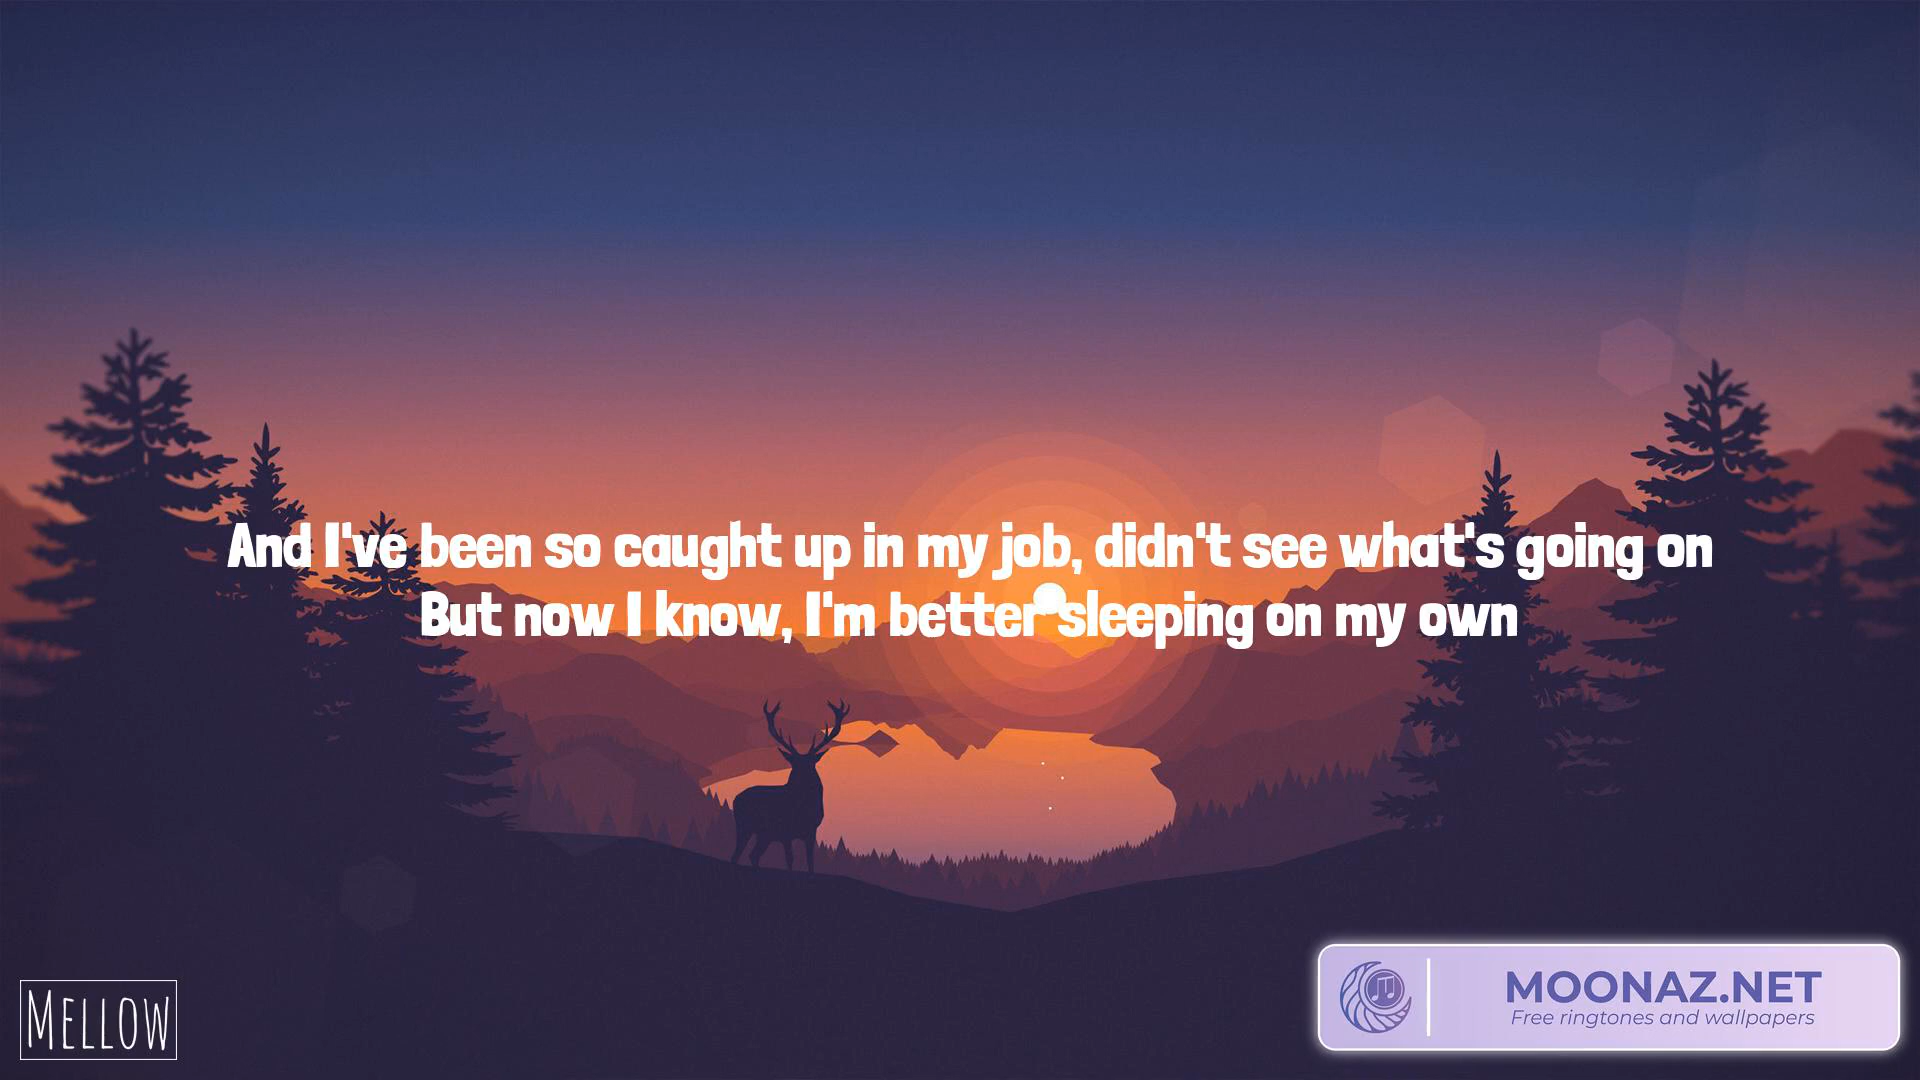 And I've been so caught up in my job, didn't see what's going on
But now I know, I'm better sleeping on my own
MELLOW
MOONAZ.NET
Free ringtones and wallpapers